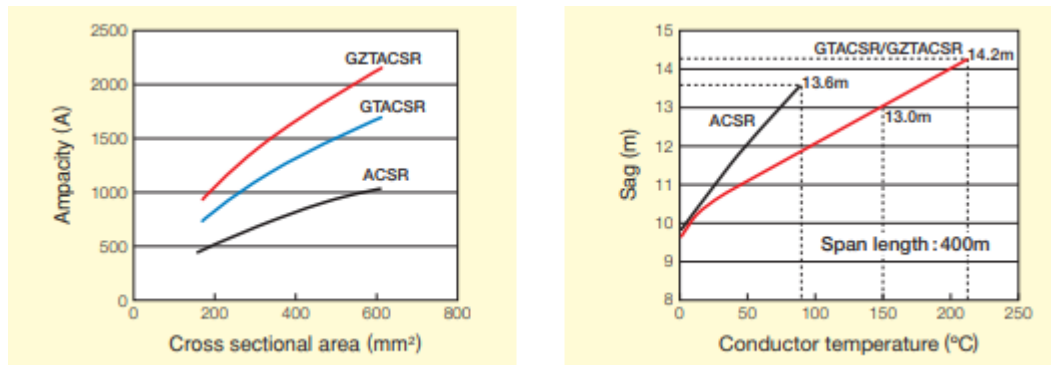 2500
2000
1500
1000
500
0
0
200
400
600
800
GZTACSR
GTACSR
ACSR
Ampacity (A)
Cross sectional area (mm²)
15
14
13
12
11
10
9
8
0
50
100
150
200
250
GTACSR/GZTACSR
14.2m
13.6m
ACSR
13.0m
Span length : 400m
Sag (m)
Conductor temperature (ºC)